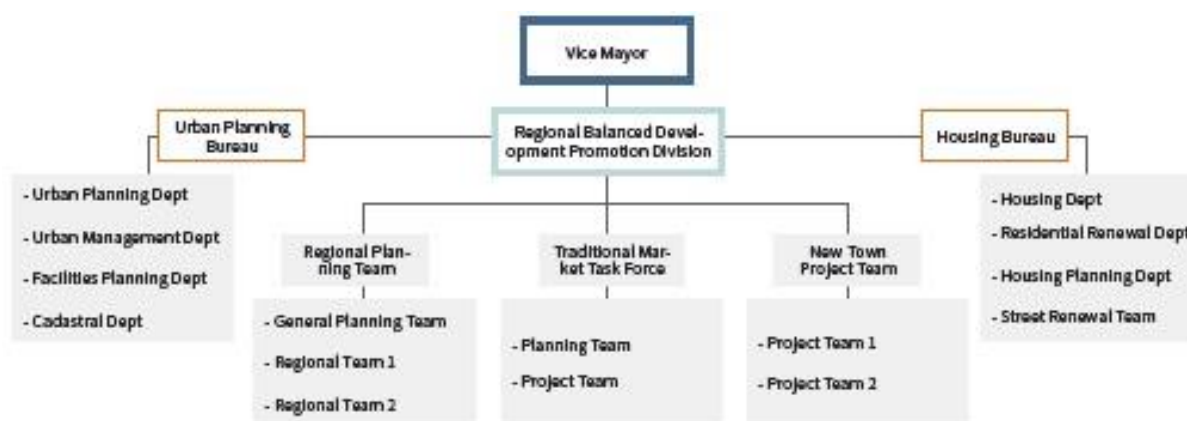 Vice Mayor
Urban Planning
Bureau
Regional Balanced Devel-
opment Promotion Division
Housing Bureau
- Urban Planning Dept
- Urban Management Dept
- Facilities Planning Dept
- Cadastral Dept
Regional Plan-
ning Team
- General Planning Team
- Regional Team 1
- Regional Team 2
Traditional Mar-
ket Task Force
- Planning Team
- Project Team
New Town
Project Team
- Project Team 1
- Project Team 2
- Housing Dept
- Residential Renewal Dept
- Housing Planning Dept
- Street Renewal Team